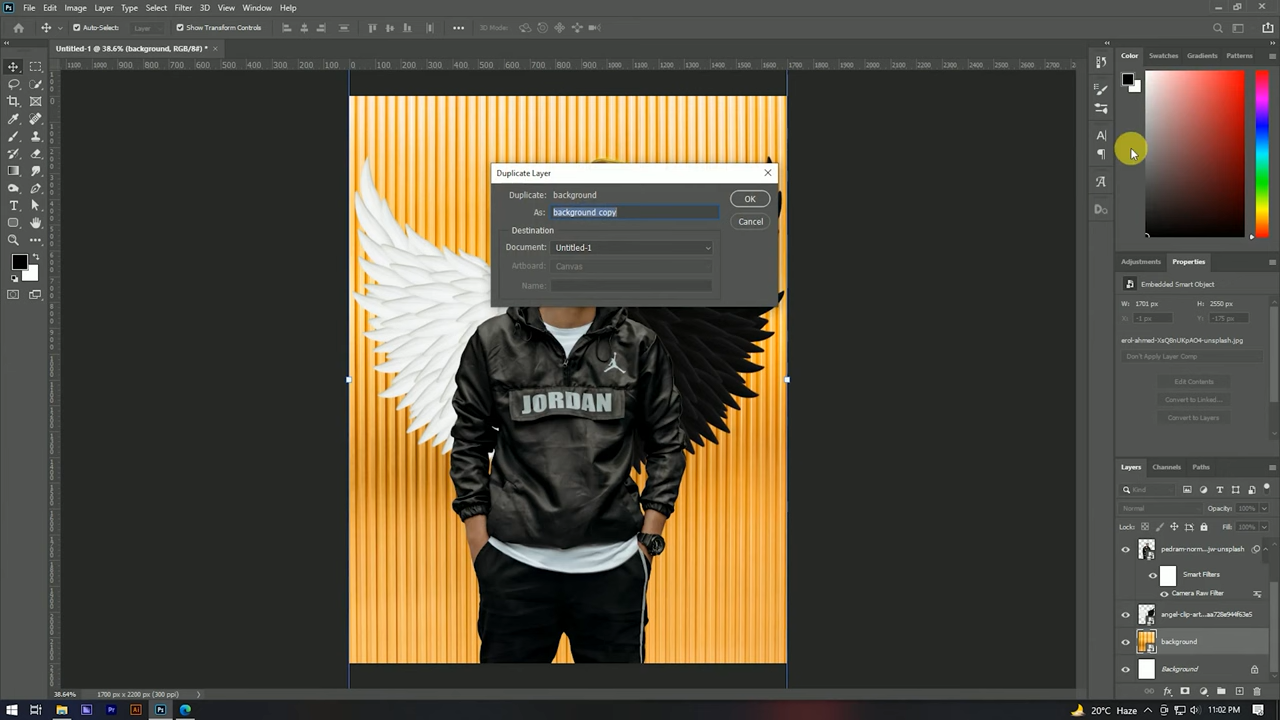 File Edit Image Layer Type Select Filter 3D View Window Help
Auto-Select: Layer Show Transform Controls 3D Mode:
Untitled-1 @ 38.6% (background, RGB/8#) *
Color Swatches Gradients Patterns
Duplicate Layer
Duplicate: background
As: background copy
OK
Cancel
Destination
Document: Untitled-1
Artboard: Canvas
Name:
JORDAN
Adjustments Properties
Embedded Smart Object
W: 1701 px H: 2550 px
X: -1 px Y: -175 px
erol-ahmed-XsQBnUKpAO4-unsplash.jpg
Don't Apply Layer Comp
Edit Contents
Convert to Linked...
Convert to Layers
Layers Channels Paths
Kind
Normal Opacity: 100%
Lock: Fill: 100%
pedram-norm...jw-unsplash
Smart Filters
Camera Raw Filter
angel-clip-art...aa728e944f63e5
background
Background
38.64% 1700 px x 2200 px (300 ppi)
20°C Haze 11:02 PM